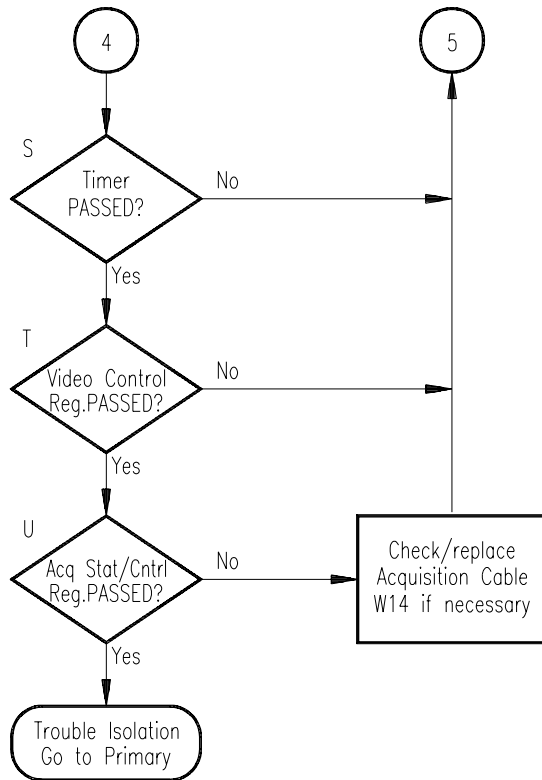 4
5
S
Timer
PASSED?
No
Yes
T
Video Control
Reg.PASSED?
No
Yes
U
Acq Stat/Cntrl
Reg.PASSED?
No
Check/replace
Acquisition Cable
W14 if necessary
Yes
Trouble Isolation
Go to Primary